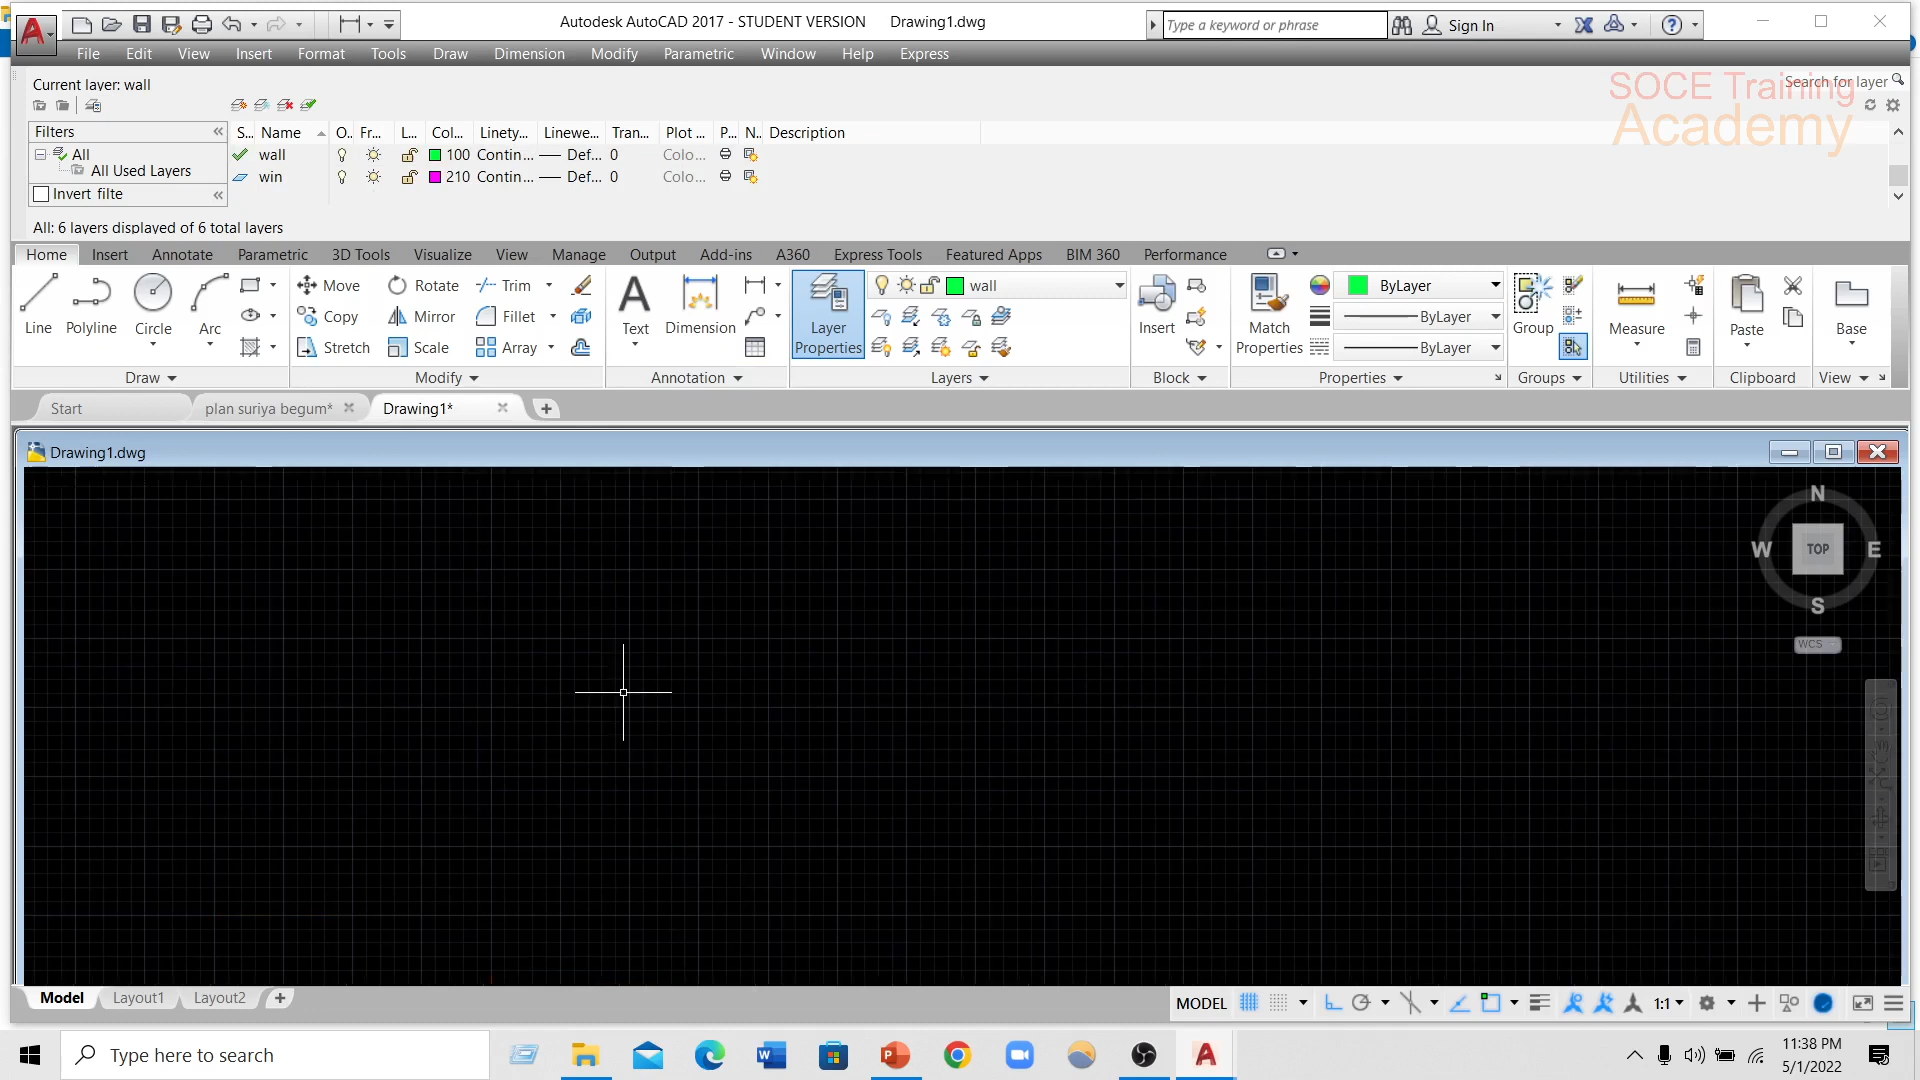 Autodesk AutoCAD 2017 - STUDENT VERSION Drawing1.dwg
Type a keyword or phrase
Sign In
File Edit View Insert Format Tools Draw Dimension Modify Parametric Window Help Express
Current layer: wall
Search for layer
SOCE Training
Academy
Filters
S.. Name O. Fr... L... Col... Linety... Linewe... Tran... Plot ... P... N.. Description
All
wall 100 Contin... Def... 0 Colo...
All Used Layers
win 210 Contin... Def... 0 Colo...
Invert filte
All: 6 layers displayed of 6 total layers
Home Insert Annotate Parametric 3D Tools Visualize View Manage Output Add-ins A360 Express Tools Featured Apps BIM 360 Performance
Line Polyline Circle Arc
Move Rotate Trim
Copy Mirror Fillet
Stretch Scale Array
Text Dimension
Layer
Properties
wall
Insert
Match
Properties
ByLayer
ByLayer
ByLayer
Group
Measure
Paste
Base
Draw Modify Annotation Layers Block Properties Groups Utilities Clipboard View
Start plan suriya begum* Drawing1*
Drawing1.dwg
N
W TOP E
S
WCS
Model Layout1 Layout2
MODEL 1:1
Type here to search
11:38 PM
5/1/2022